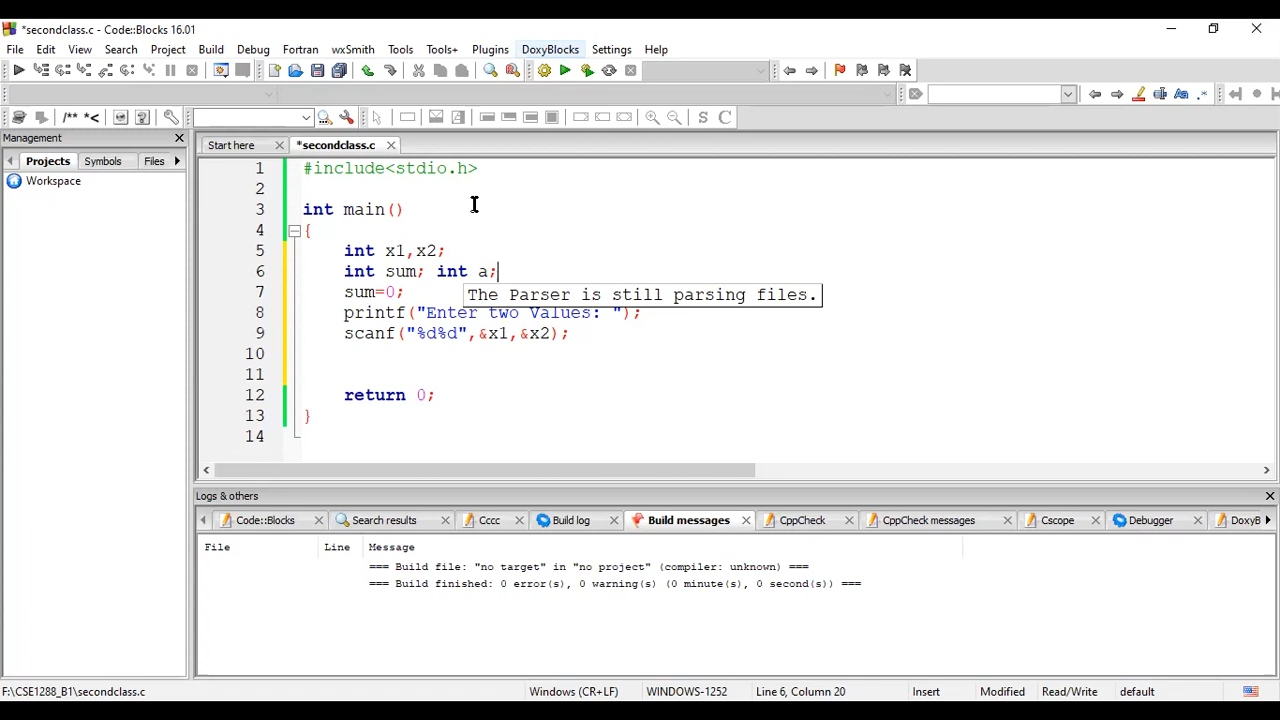 *secondclass.c - Code::Blocks 16.01
File Edit View Search Project Build Debug Fortran wxSmith Tools Tools+ Plugins DoxyBlocks Settings Help
/** *<
S C
Management
Start here *secondclass.c
Projects Symbols Files
Workspace
1 #include<stdio.h>
2
3 int main()
4 {
5 int x1,x2;
6 int sum; int a;
7 sum=0;
The Parser is still parsing files.
8 printf("Enter two Values: ");
9 scanf("%d%d",&x1,&x2);
10
11
12 return 0;
13 }
14
Logs & others
Code::Blocks Search results Cccc Build log Build messages CppCheck CppCheck messages Cscope Debugger DoxyB
File Line Message
=== Build file: "no target" in "no project" (compiler: unknown) ===
=== Build finished: 0 error(s), 0 warning(s) (0 minute(s), 0 second(s)) ===
F:\CSE1288_B1\secondclass.c Windows (CR+LF) WINDOWS-1252 Line 6, Column 20 Insert Modified Read/Write default